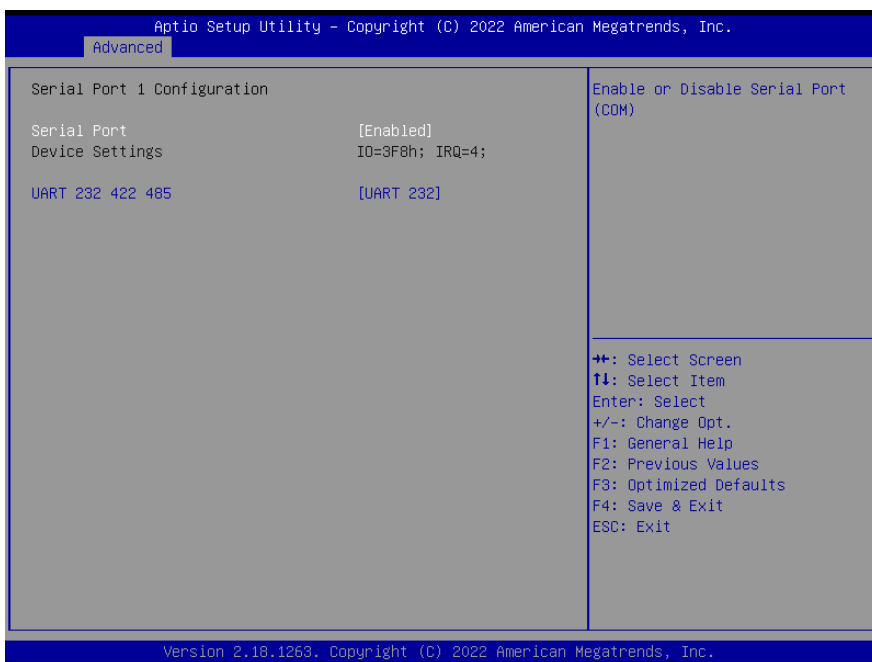 Aptio Setup Utility – Copyright (C) 2022 American Megatrends, Inc.
Advanced
Serial Port 1 Configuration
Serial Port [Enabled]
Device Settings IO=3F8h; IRQ=4;
UART 232 422 485 [UART 232]
Enable or Disable Serial Port
(COM)
→←: Select Screen
↑↓: Select Item
Enter: Select
+/-: Change Opt.
F1: General Help
F2: Previous Values
F3: Optimized Defaults
F4: Save & Exit
ESC: Exit
Version 2.18.1263. Copyright (C) 2022 American Megatrends, Inc.